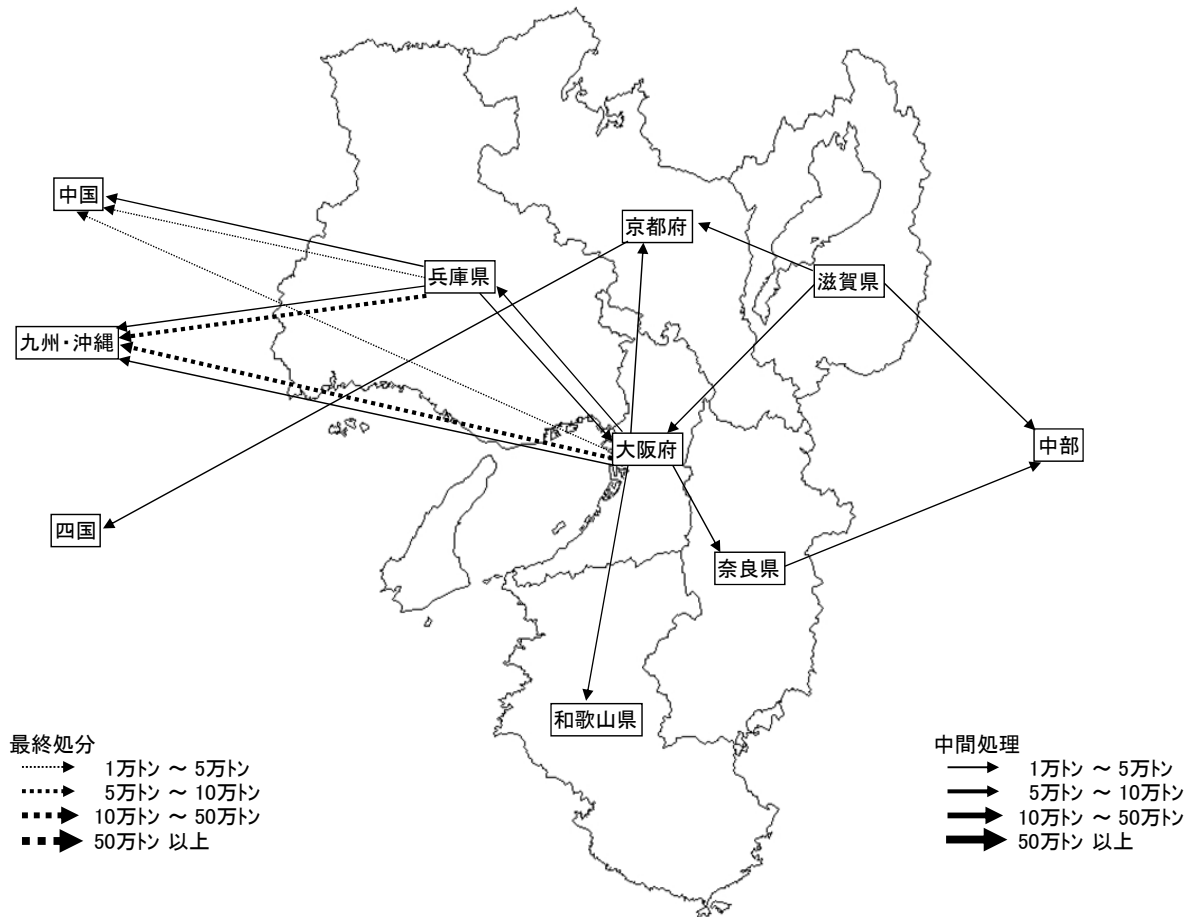 中国
京都府
兵庫県
滋賀県
九州・沖縄
大阪府
中部
四国
奈良県
和歌山県
最終処分
1万トン ～ 5万トン
5万トン ～ 10万トン
10万トン ～ 50万トン
50万トン 以上
中間処理
1万トン ～ 5万トン
5万トン ～ 10万トン
10万トン ～ 50万トン
50万トン 以上